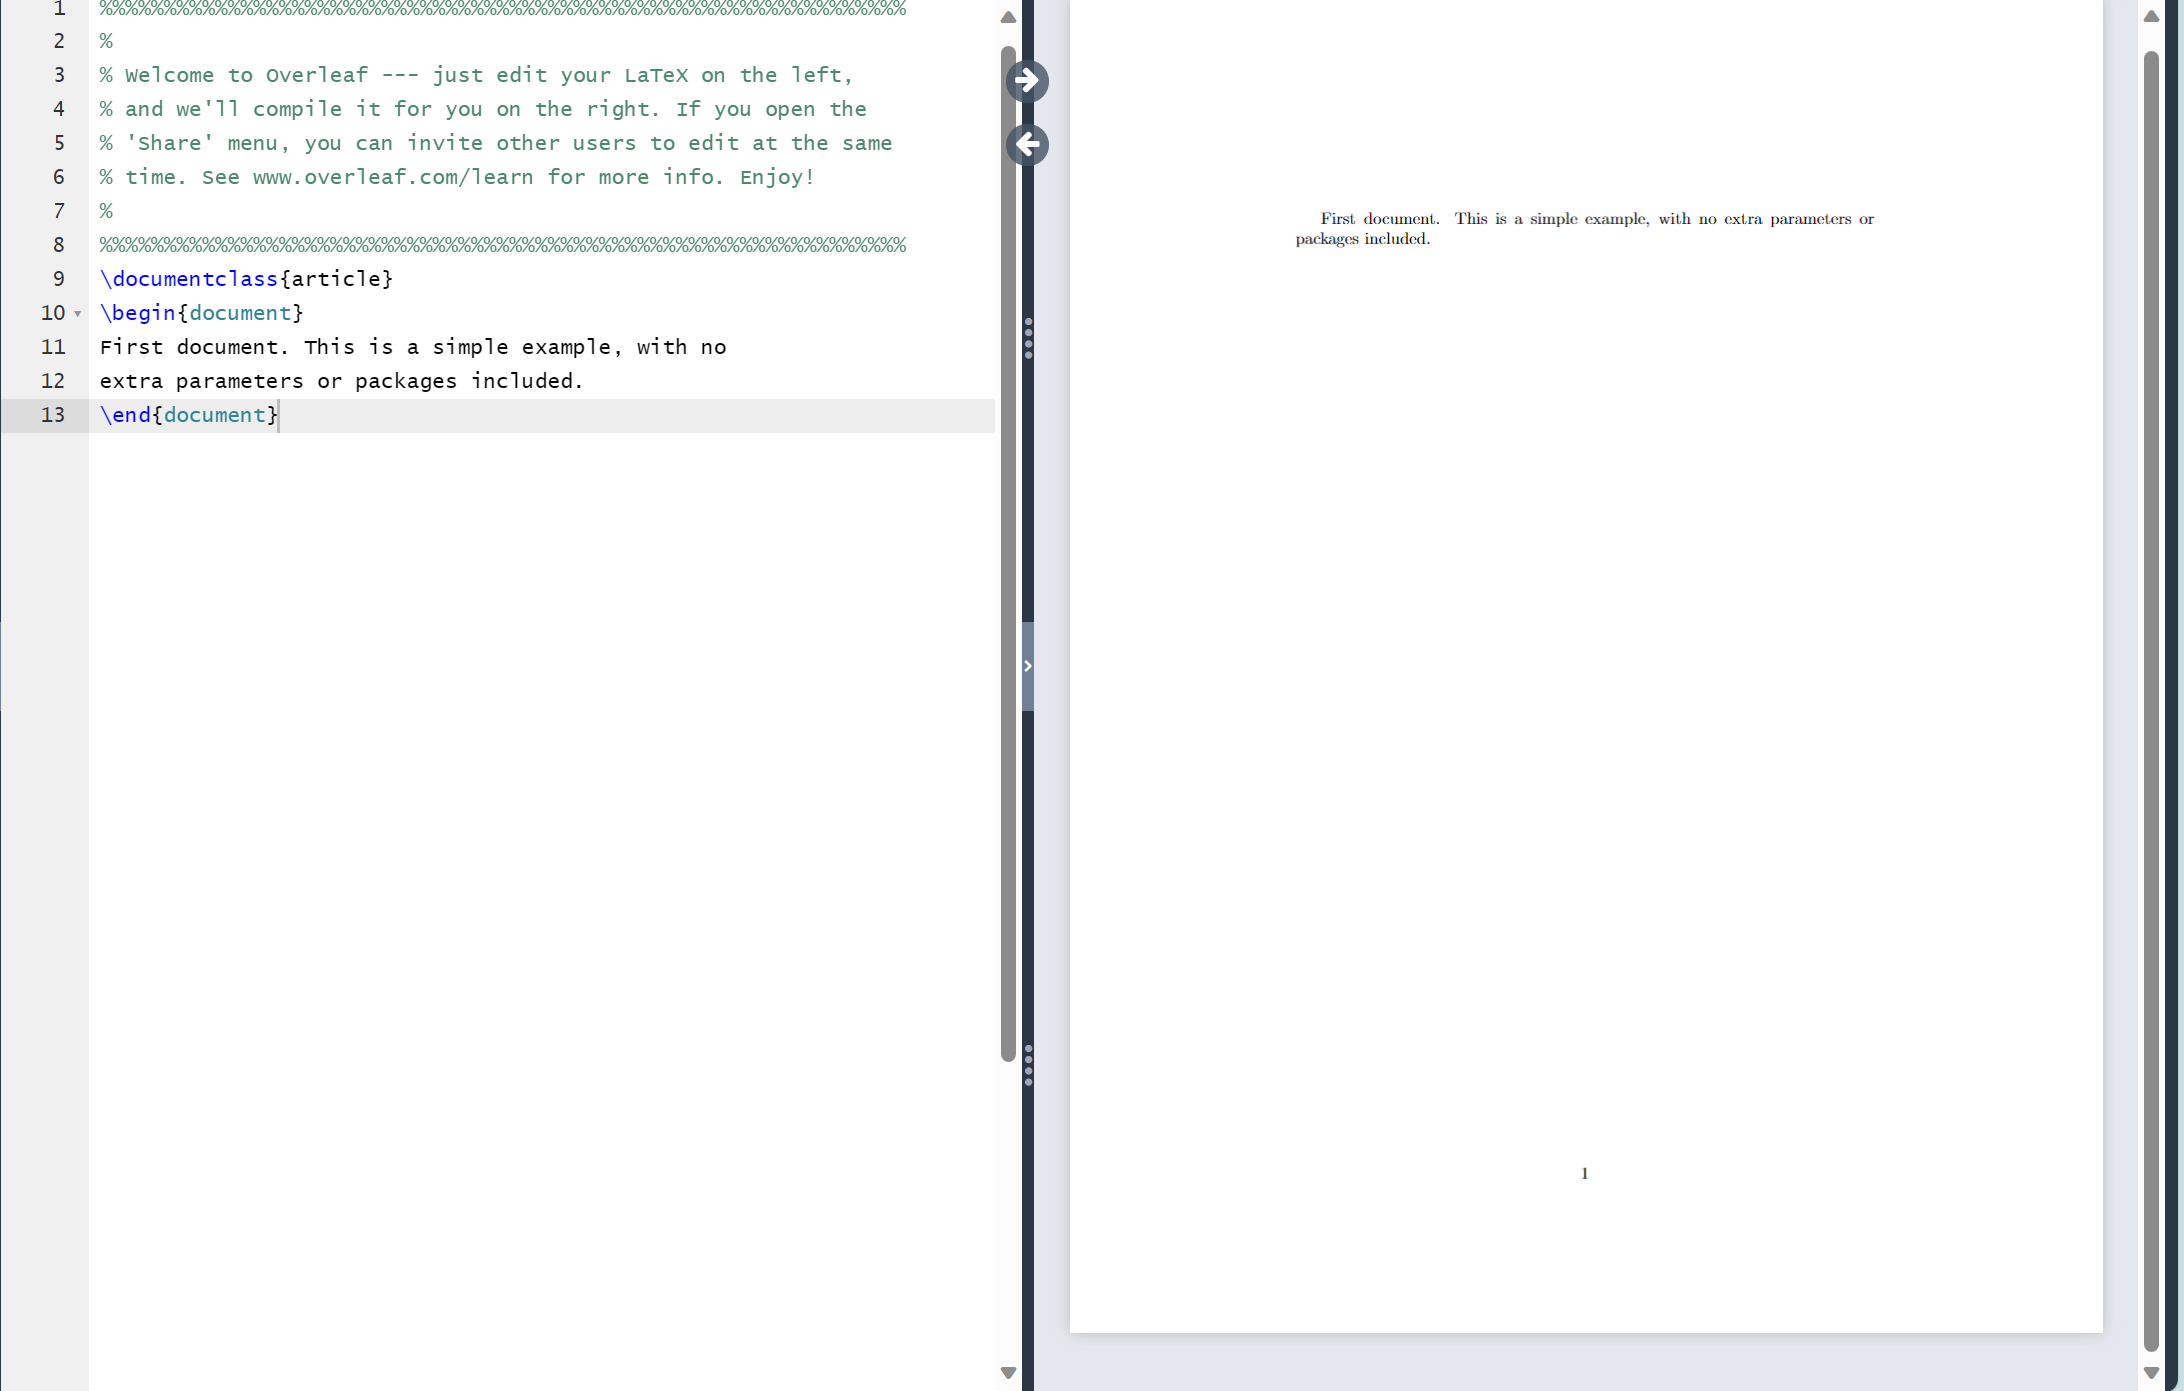 1 %%%%%%%%%%%%%%%%%%%%%%%%%%%%%%%%%%%%%%%%%%%%%%%%%%%%%%%%%%%%%%%
2 %
3 % Welcome to Overleaf --- just edit your LaTeX on the left,
4 % and we'll compile it for you on the right. If you open the
5 % 'Share' menu, you can invite other users to edit at the same
6 % time. See www.overleaf.com/learn for more info. Enjoy!
7 %
8 %%%%%%%%%%%%%%%%%%%%%%%%%%%%%%%%%%%%%%%%%%%%%%%%%%%%%%%%%%%%%%%
9 \documentclass{article}
10 \begin{document}
11 First document. This is a simple example, with no
12 extra parameters or packages included.
13 \end{document}
First document. This is a simple example, with no extra parameters or
packages included.
1